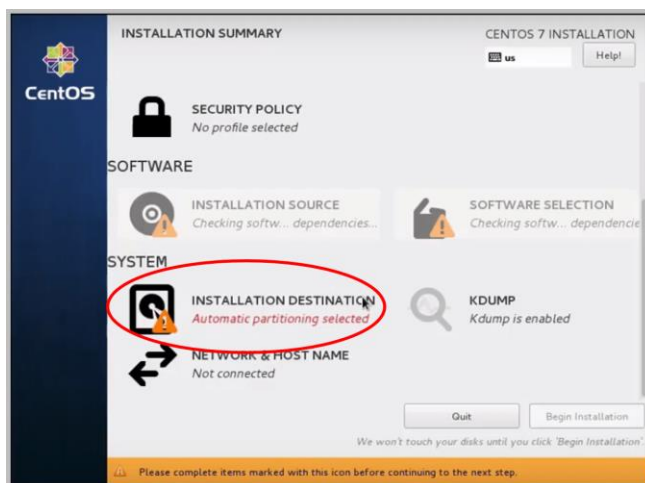 INSTALLATION SUMMARY
CENTOS 7 INSTALLATION
us
Help!
CentOS
SECURITY POLICY
No profile selected
SOFTWARE
INSTALLATION SOURCE
Checking softw... dependencies...
SOFTWARE SELECTION
Checking softw... dependencie
SYSTEM
INSTALLATION DESTINATION
Automatic partitioning selected
KDUMP
Kdump is enabled
NETWORK & HOST NAME
Not connected
Quit
Begin Installation
We won't touch your disks until you click 'Begin Installation'.
Please complete items marked with this icon before continuing to the next step.